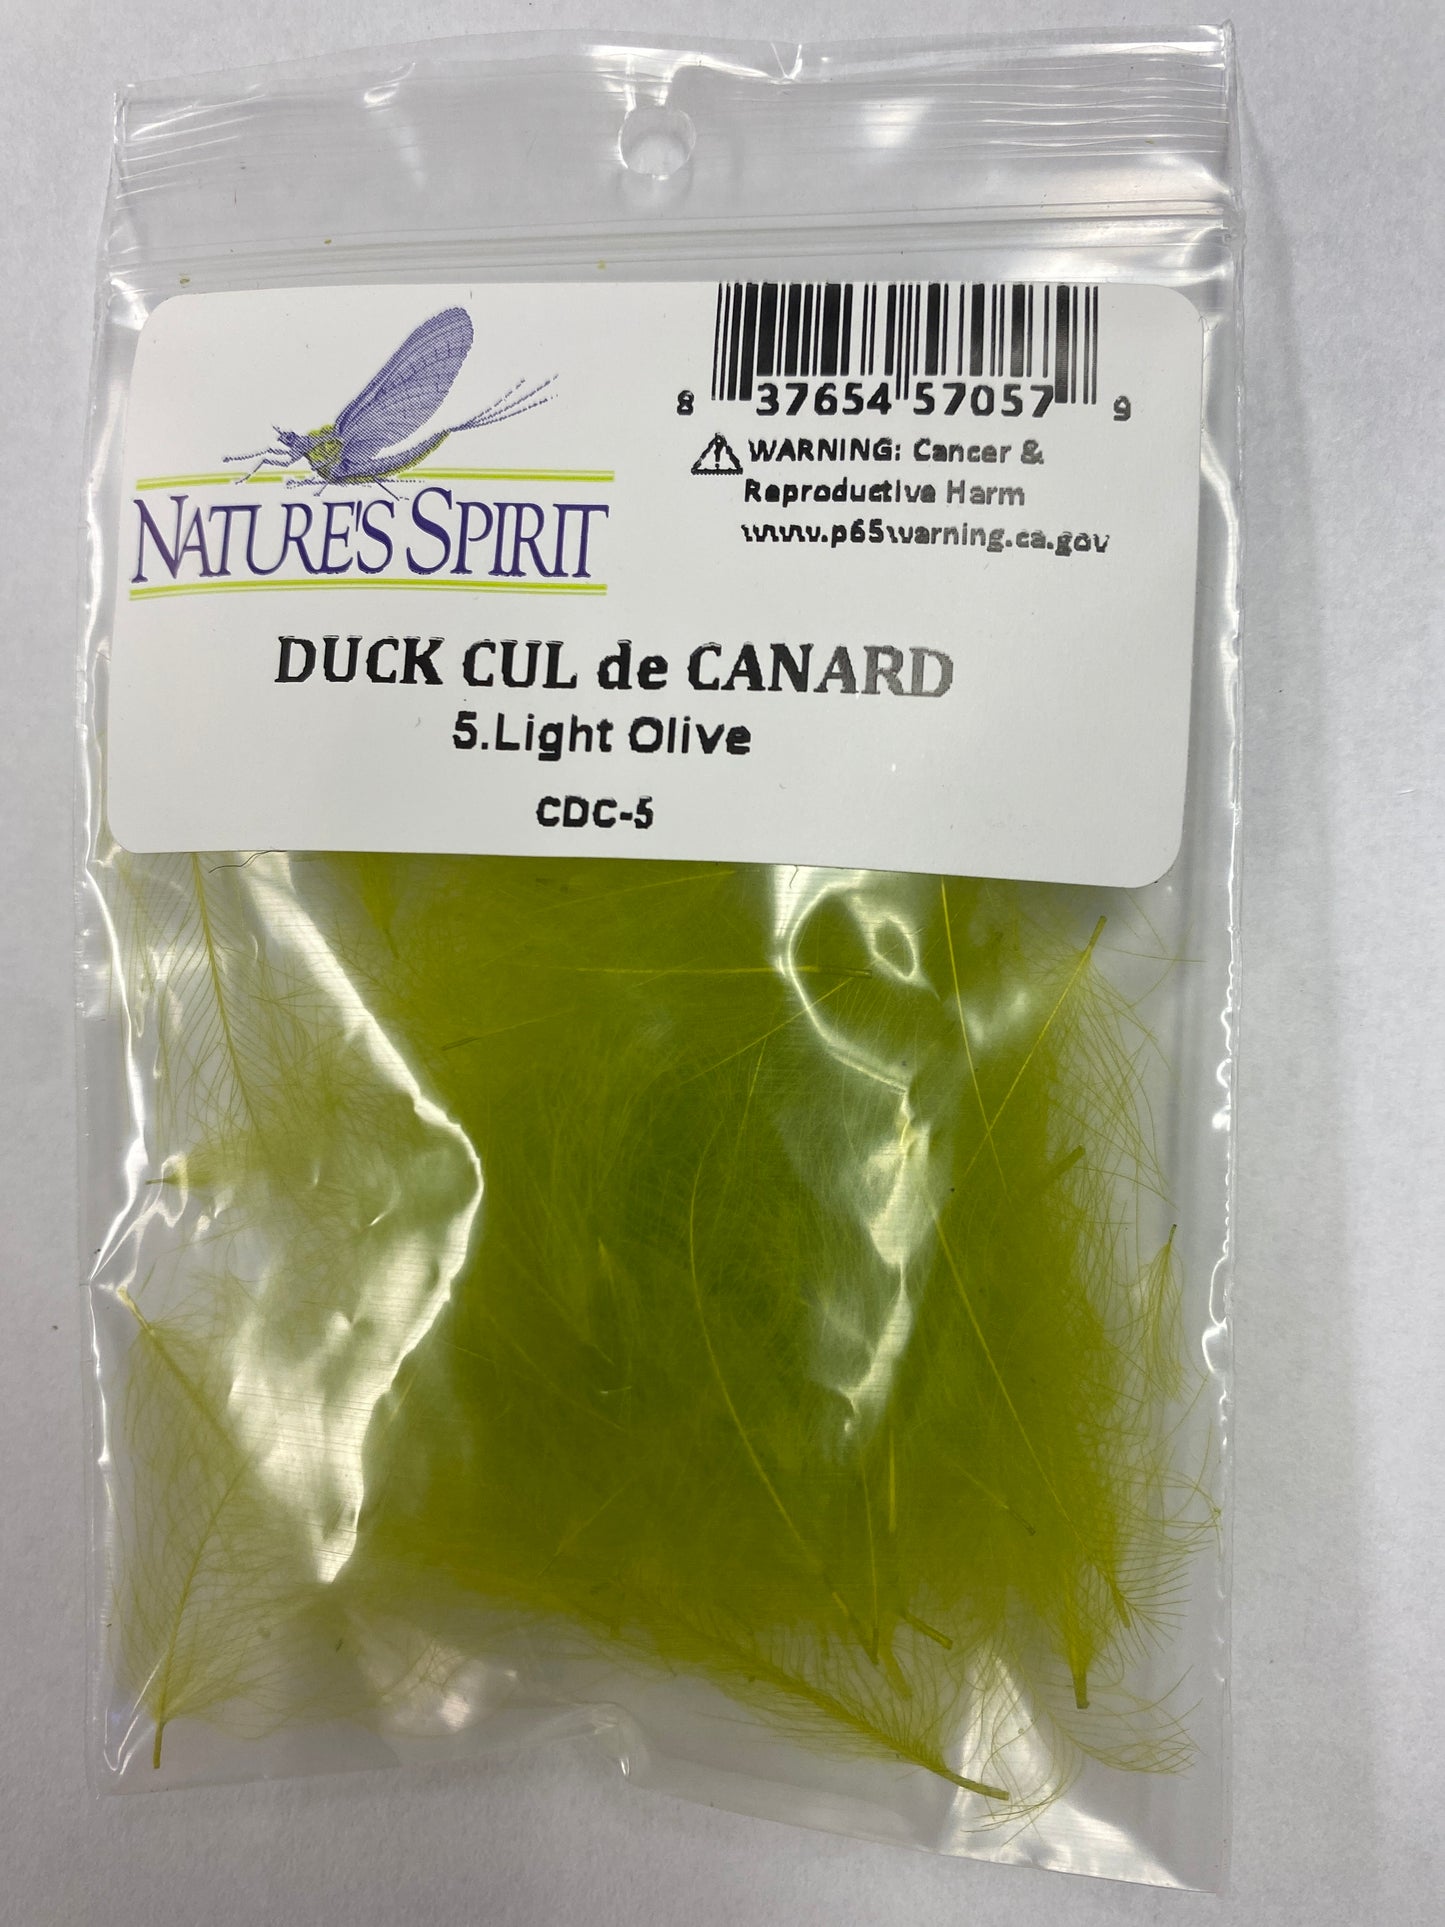 8 37654 57057 9
WARNING: Cancer &
Reproductive Harm
www.p65warning.ca.gov
NATURE'S SPIRIT
DUCK CUL de CANARD
5.Light Olive
CDC-5